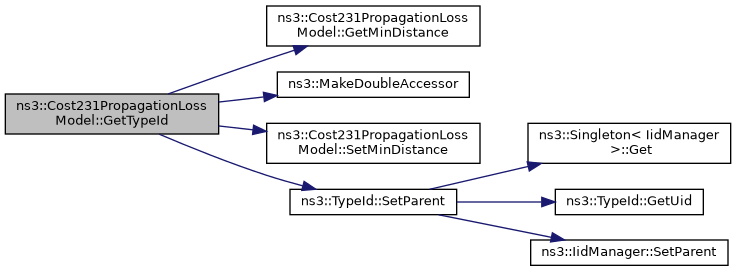 ns3::Cost231PropagationLoss
Model::GetTypeId
ns3::Cost231PropagationLoss
Model::GetMinDistance
ns3::MakeDoubleAccessor
ns3::Cost231PropagationLoss
Model::SetMinDistance
ns3::TypeId::SetParent
ns3::Singleton< IidManager
>::Get
ns3::TypeId::GetUid
ns3::IidManager::SetParent